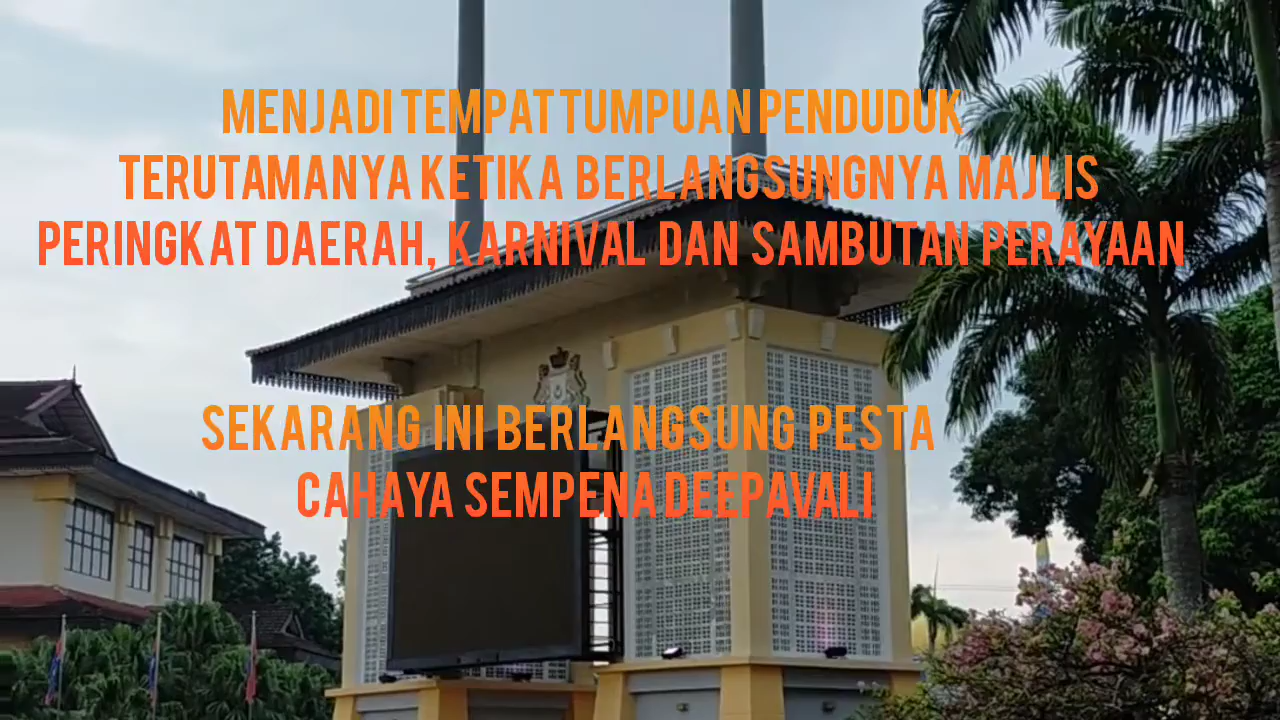 MENJADI TEMPAT TUMPUAN PENDUDUK
TERUTAMANYA KETIKA BERLANGSUNGNYA MAJLIS
PERINGKAT DAERAH, KARNIVAL DAN SAMBUTAN PERAYAAN
SEKARANG INI BERLANGSUNG PESTA
CAHAYA SEMPENA DEEPAVALI